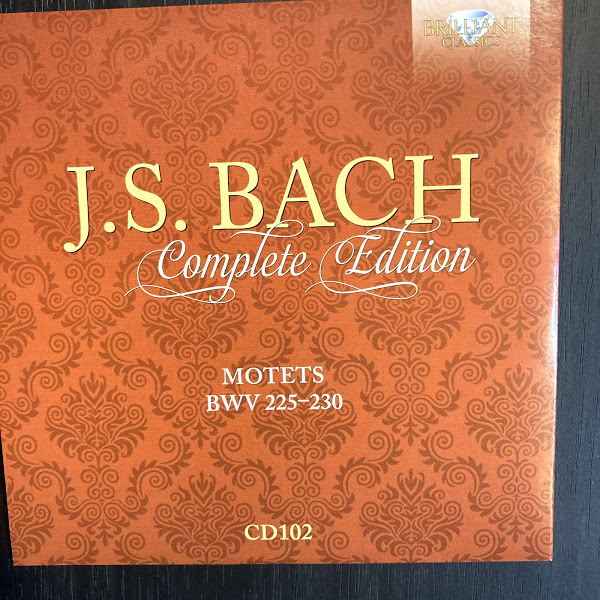 BRILLIANT
CLASSICS
J.S. BACH
Complete Edition
MOTETS
BWV 225–230
CD102